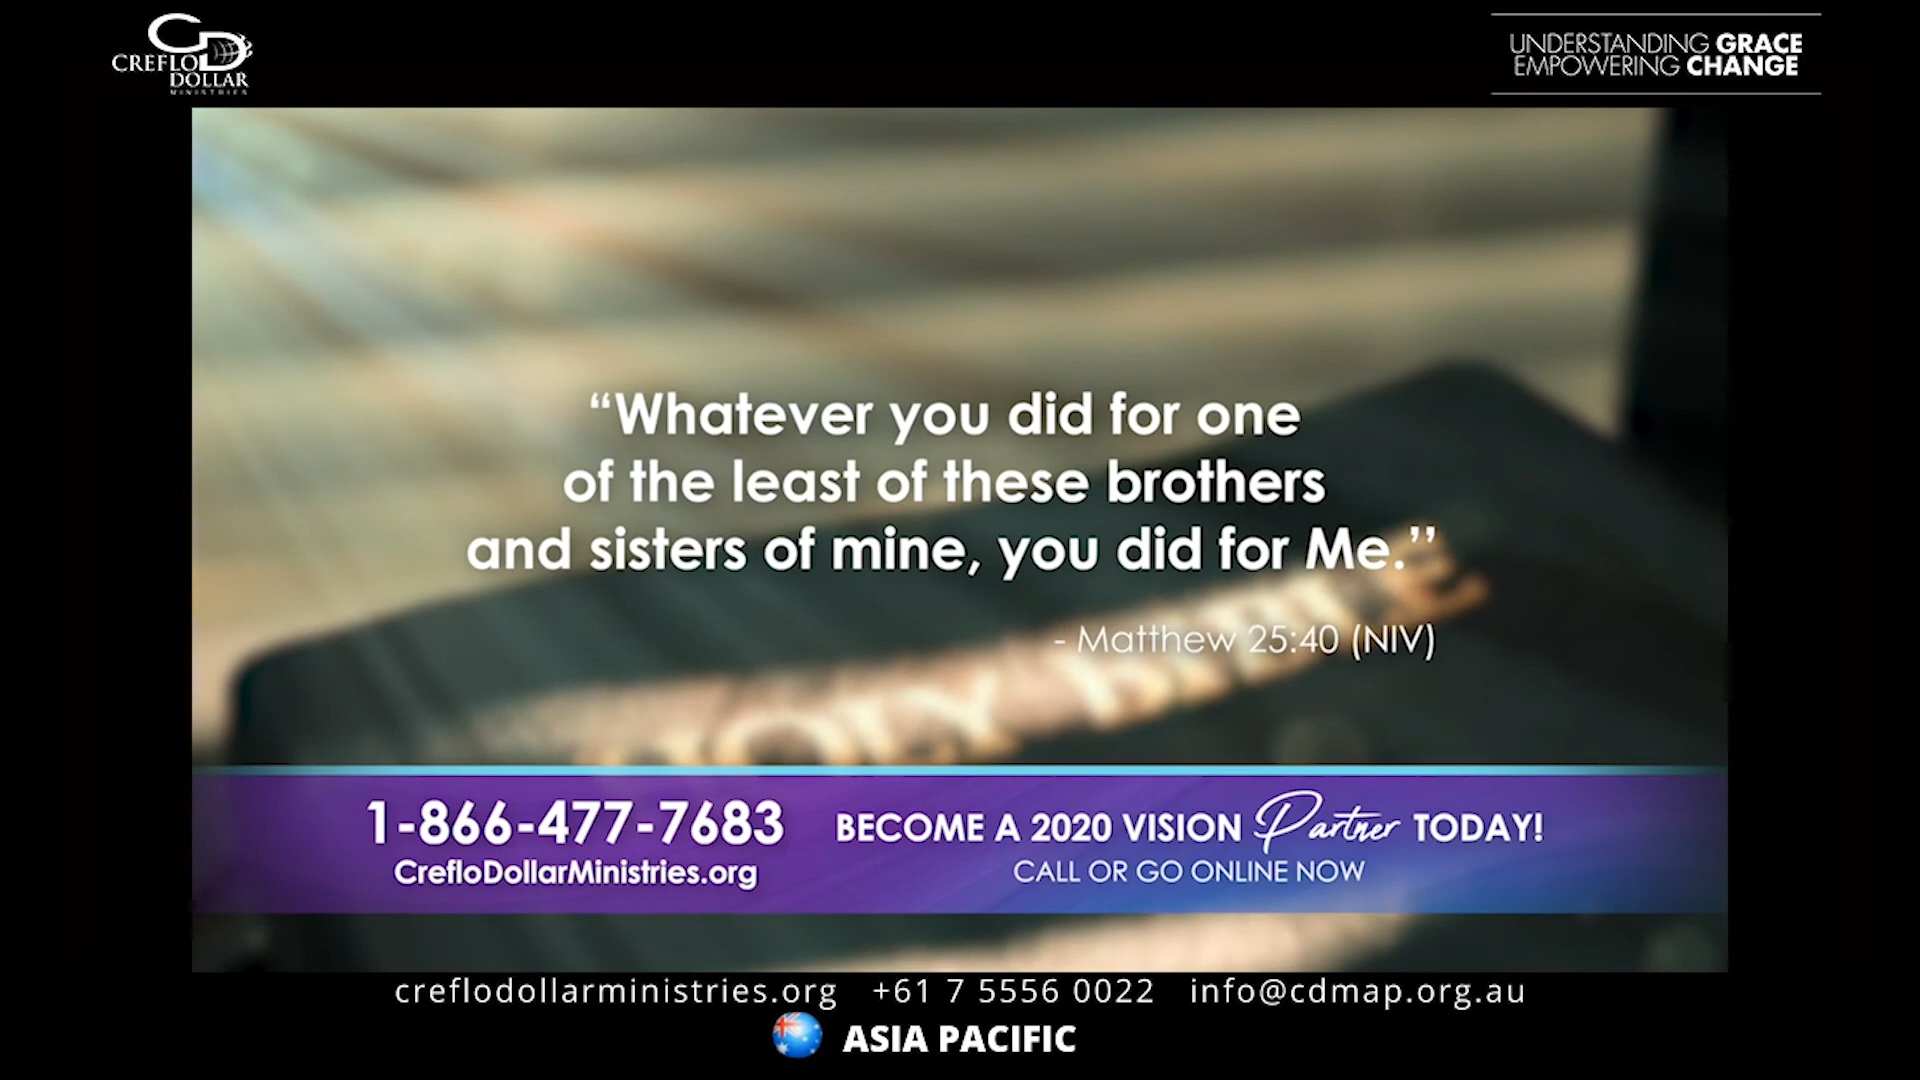 CREFLO
DOLLAR
MINISTRIES
UNDERSTANDING GRACE
EMPOWERING CHANGE
“Whatever you did for one
of the least of these brothers
and sisters of mine, you did for Me.”
- Matthew 25:40 (NIV)
HOLY BIBLE
1-866-477-7683
CrefloDollarMinistries.org
BECOME A 2020 VISION Partner TODAY!
CALL OR GO ONLINE NOW
creflodollarministries.org +61 7 5556 0022 info@cdmap.org.au
ASIA PACIFIC